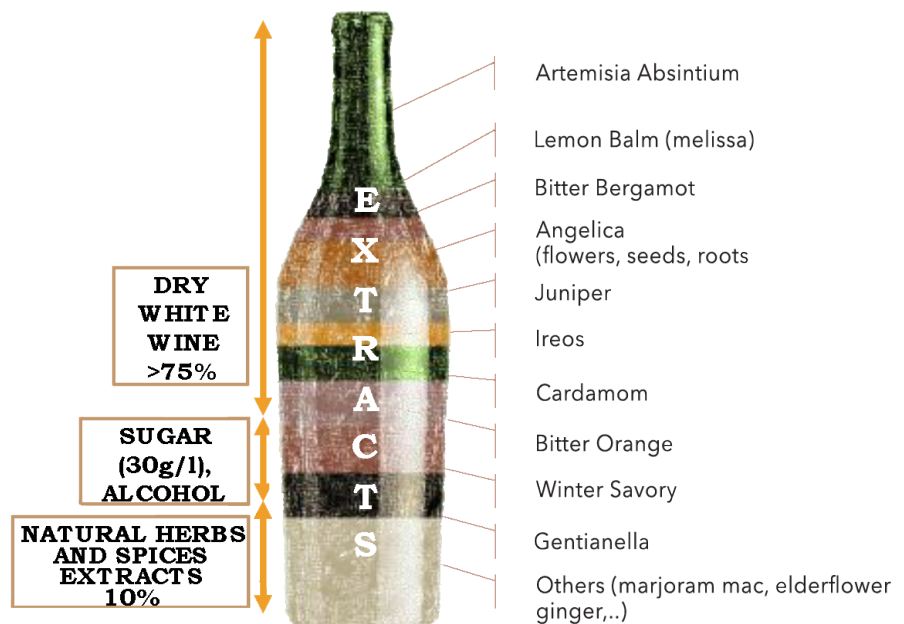 DRY
WHITE
WINE
>75%
SUGAR
(30g/l),
ALCOHOL
NATURAL HERBS
AND SPICES
EXTRACTS
10%
E
X
T
R
A
C
T
S
Artemisia Absintium
Lemon Balm (melissa)
Bitter Bergamot
Angelica
(flowers, seeds, roots
Juniper
Ireos
Cardamom
Bitter Orange
Winter Savory
Gentianella
Others (marjoram mac, elderflower
ginger,..)